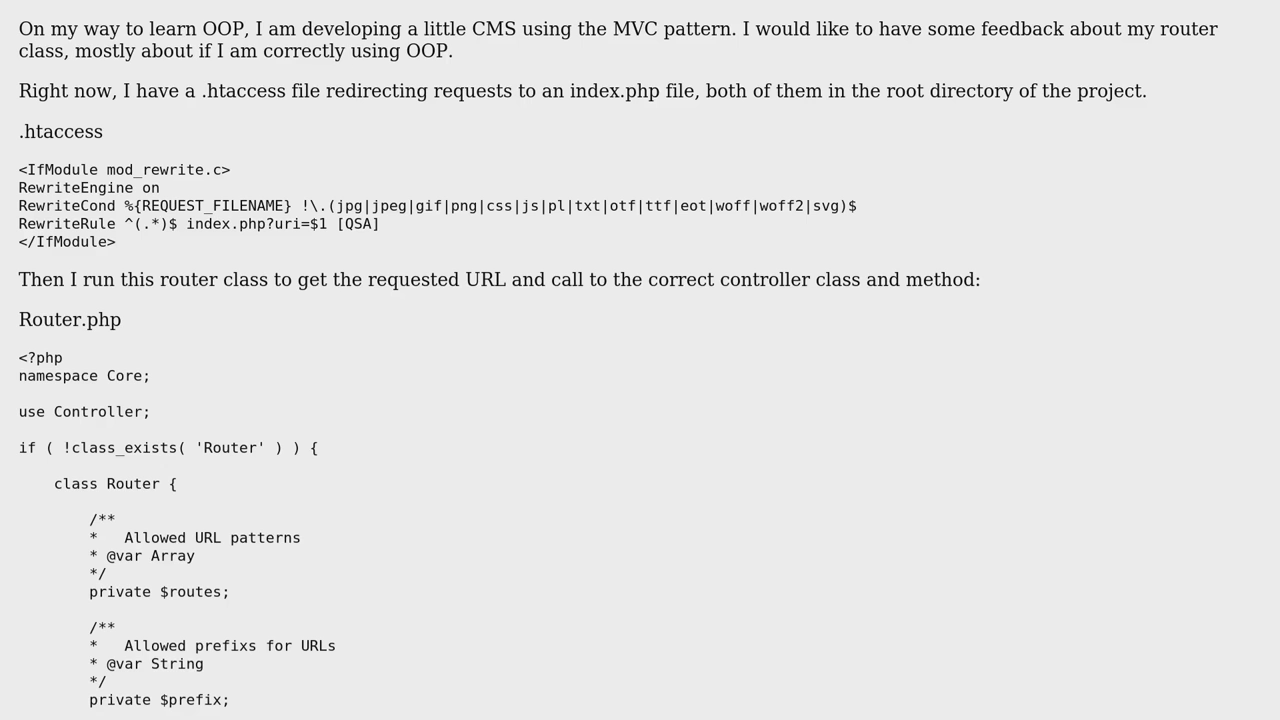 On my way to learn OOP, I am developing a little CMS using the MVC pattern. I would like to have some feedback about my router
class, mostly about if I am correctly using OOP.
Right now, I have a .htaccess file redirecting requests to an index.php file, both of them in the root directory of the project.
.htaccess
<IfModule mod_rewrite.c>
RewriteEngine on
RewriteCond %{REQUEST_FILENAME} !\.(jpg|jpeg|gif|png|css|js|pl|txt|otf|ttf|eot|woff|woff2|svg)$
RewriteRule ^(.*)$ index.php?uri=$1 [QSA]
</IfModule>
Then I run this router class to get the requested URL and call to the correct controller class and method:
Router.php
<?php
namespace Core;
use Controller;
if ( !class_exists( 'Router' ) ) {
    class Router {
        /**
        *   Allowed URL patterns
        * @var Array
        */
        private $routes;
        /**
        *   Allowed prefixs for URLs
        * @var String
        */
        private $prefix;